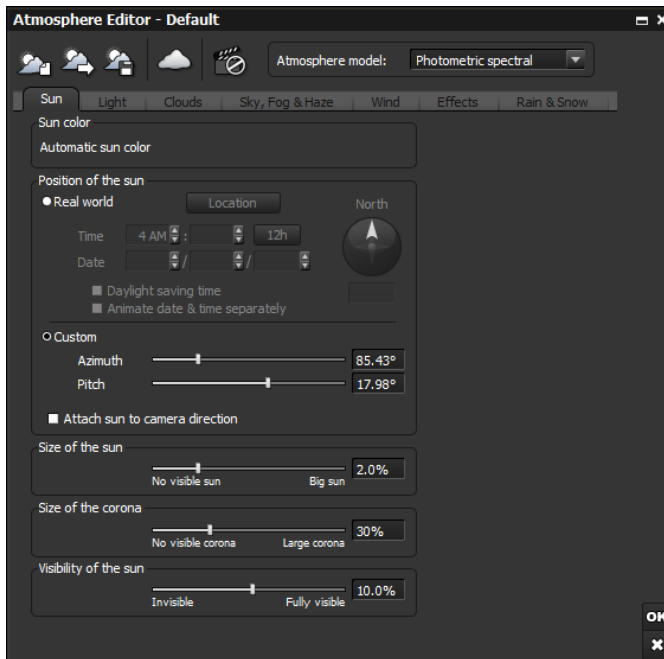 Atmosphere Editor - Default
Atmosphere model: Photometric spectral
Sun Light Clouds Sky, Fog & Haze Wind Effects Rain & Snow
Sun color
Automatic sun color
Position of the sun
Real world Location North
Time 4 AM : 12h
Date / /
Daylight saving time
Animate date & time separately
Custom
Azimuth 85.43°
Pitch 17.98°
Attach sun to camera direction
Size of the sun
2.0%
No visible sun Big sun
Size of the corona
30%
No visible corona Large corona
Visibility of the sun
10.0%
Invisible Fully visible
OK